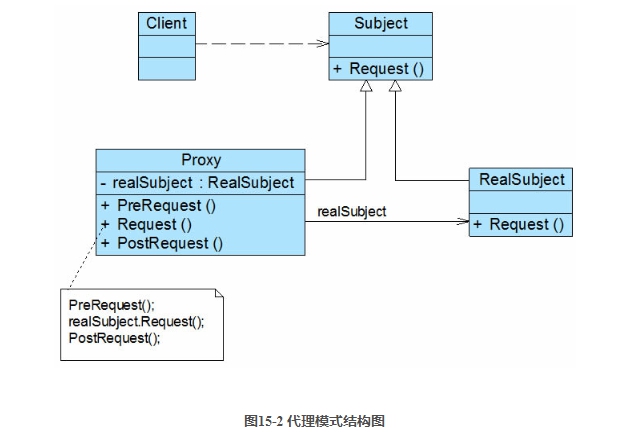 Client
Subject
+ Request ()
Proxy
- realSubject : RealSubject
+ PreRequest ()
+ Request ()
+ PostRequest ()
realSubject
RealSubject
+ Request ()
PreRequest();
realSubject.Request();
PostRequest();
图15-2 代理模式结构图